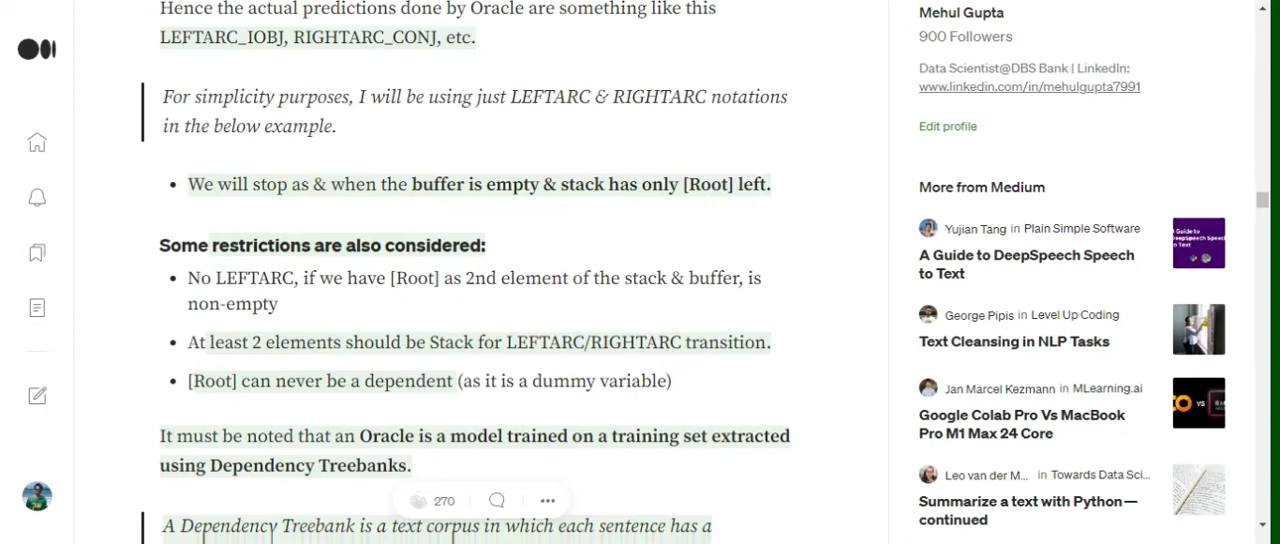 Hence the actual predictions done by Oracle are something like this
LEFTARC_IOBJ, RIGHTARC_CONJ, etc.
For simplicity purposes, I will be using just LEFTARC & RIGHTARC notations
in the below example.
• We will stop as & when the buffer is empty & stack has only [Root] left.
Some restrictions are also considered:
• No LEFTARC, if we have [Root] as 2nd element of the stack & buffer, is
non-empty
• At least 2 elements should be Stack for LEFTARC/RIGHTARC transition.
• [Root] can never be a dependent (as it is a dummy variable)
It must be noted that an Oracle is a model trained on a training set extracted
using Dependency Treebanks.
270
A Dependency Treebank is a text corpus in which each sentence has a
Mehul Gupta
900 Followers
Data Scientist@DBS Bank | LinkedIn:
www.linkedin.com/in/mehulgupta7991
Edit profile
More from Medium
Yujian Tang in Plain Simple Software
A Guide to DeepSpeech Speech
to Text
George Pipis in Level Up Coding
Text Cleansing in NLP Tasks
Jan Marcel Kezmann in MLearning.ai
Google Colab Pro Vs MacBook
Pro M1 Max 24 Core
Leo van der M... in Towards Data Sci...
Summarize a text with Python—
continued